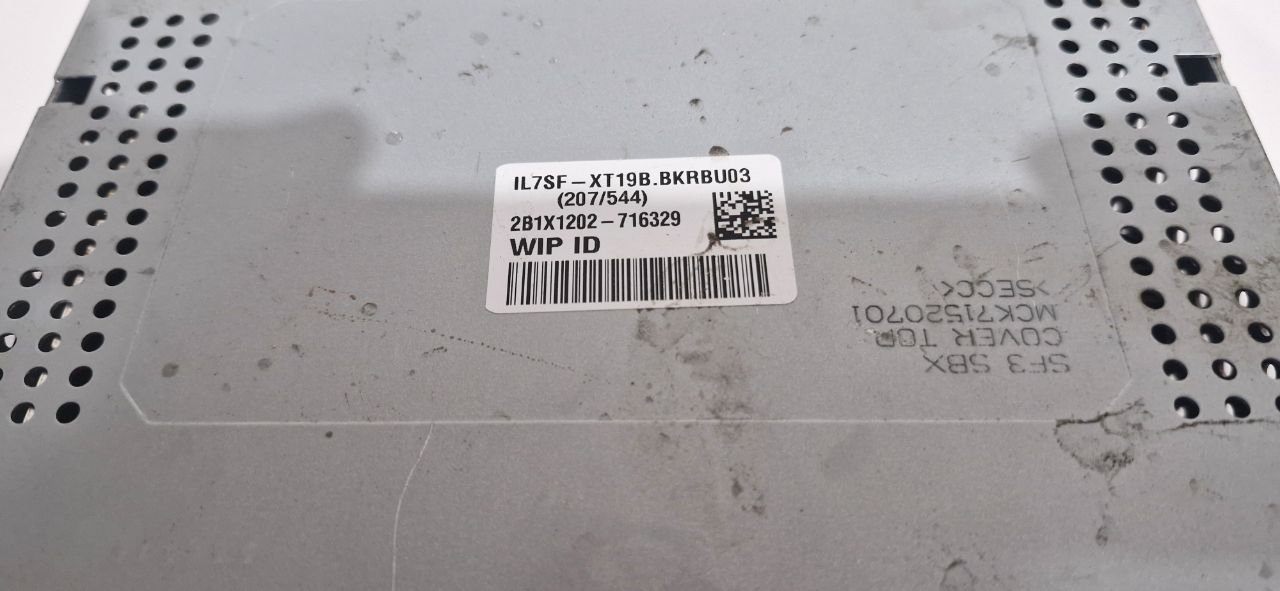 IL7SF-XT19B.BKRBU03
(207/544)
2B1X1202-716329
WIP ID
SF3 SBX
COVER TOP
MCK71520701
>SECC<